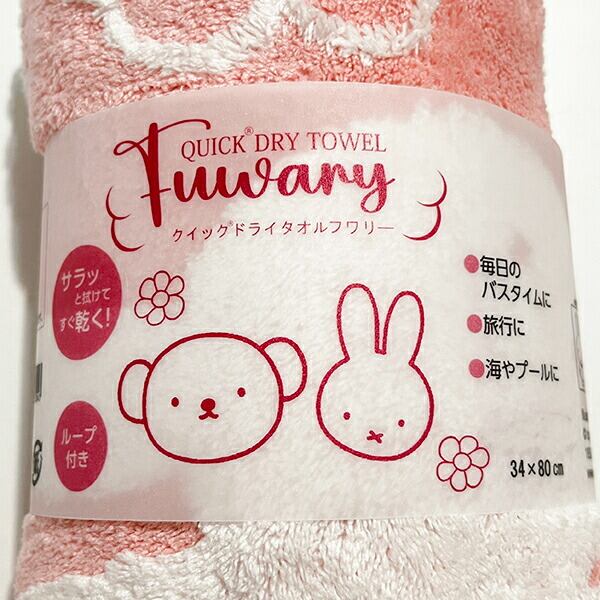 QUICK® DRY TOWEL
Fuwary
クイック®ドライタオルフワリー
サラッ
と拭けて
すぐ乾く!
ループ
付き
●毎日の
バスタイムに
●旅行に
●海やプールに
34×80cm